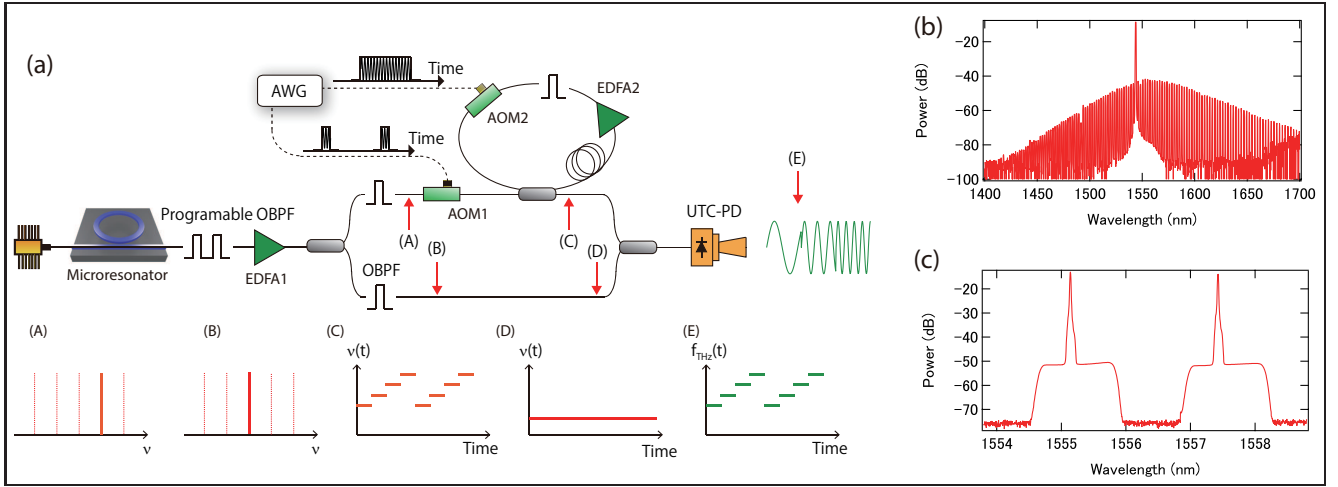 (a)
AWG
Time
Time
AOM2
EDFA2
(E)
Programable OBPF
AOM1
UTC-PD
Microresonator
EDFA1
(A)
(B)
(C)
(D)
OBPF
(A)
ν
(B)
ν
(C)
ν(t)
Time
(D)
ν(t)
Time
(E)
fTHz(t)
Time
(b)
Power (dB)
-20
-40
-60
-80
-100
1400
1450
1500
1550
1600
1650
1700
Wavelength (nm)
(c)
Power (dB)
-20
-30
-40
-50
-60
-70
1554
1555
1556
1557
1558
Wavelength (nm)